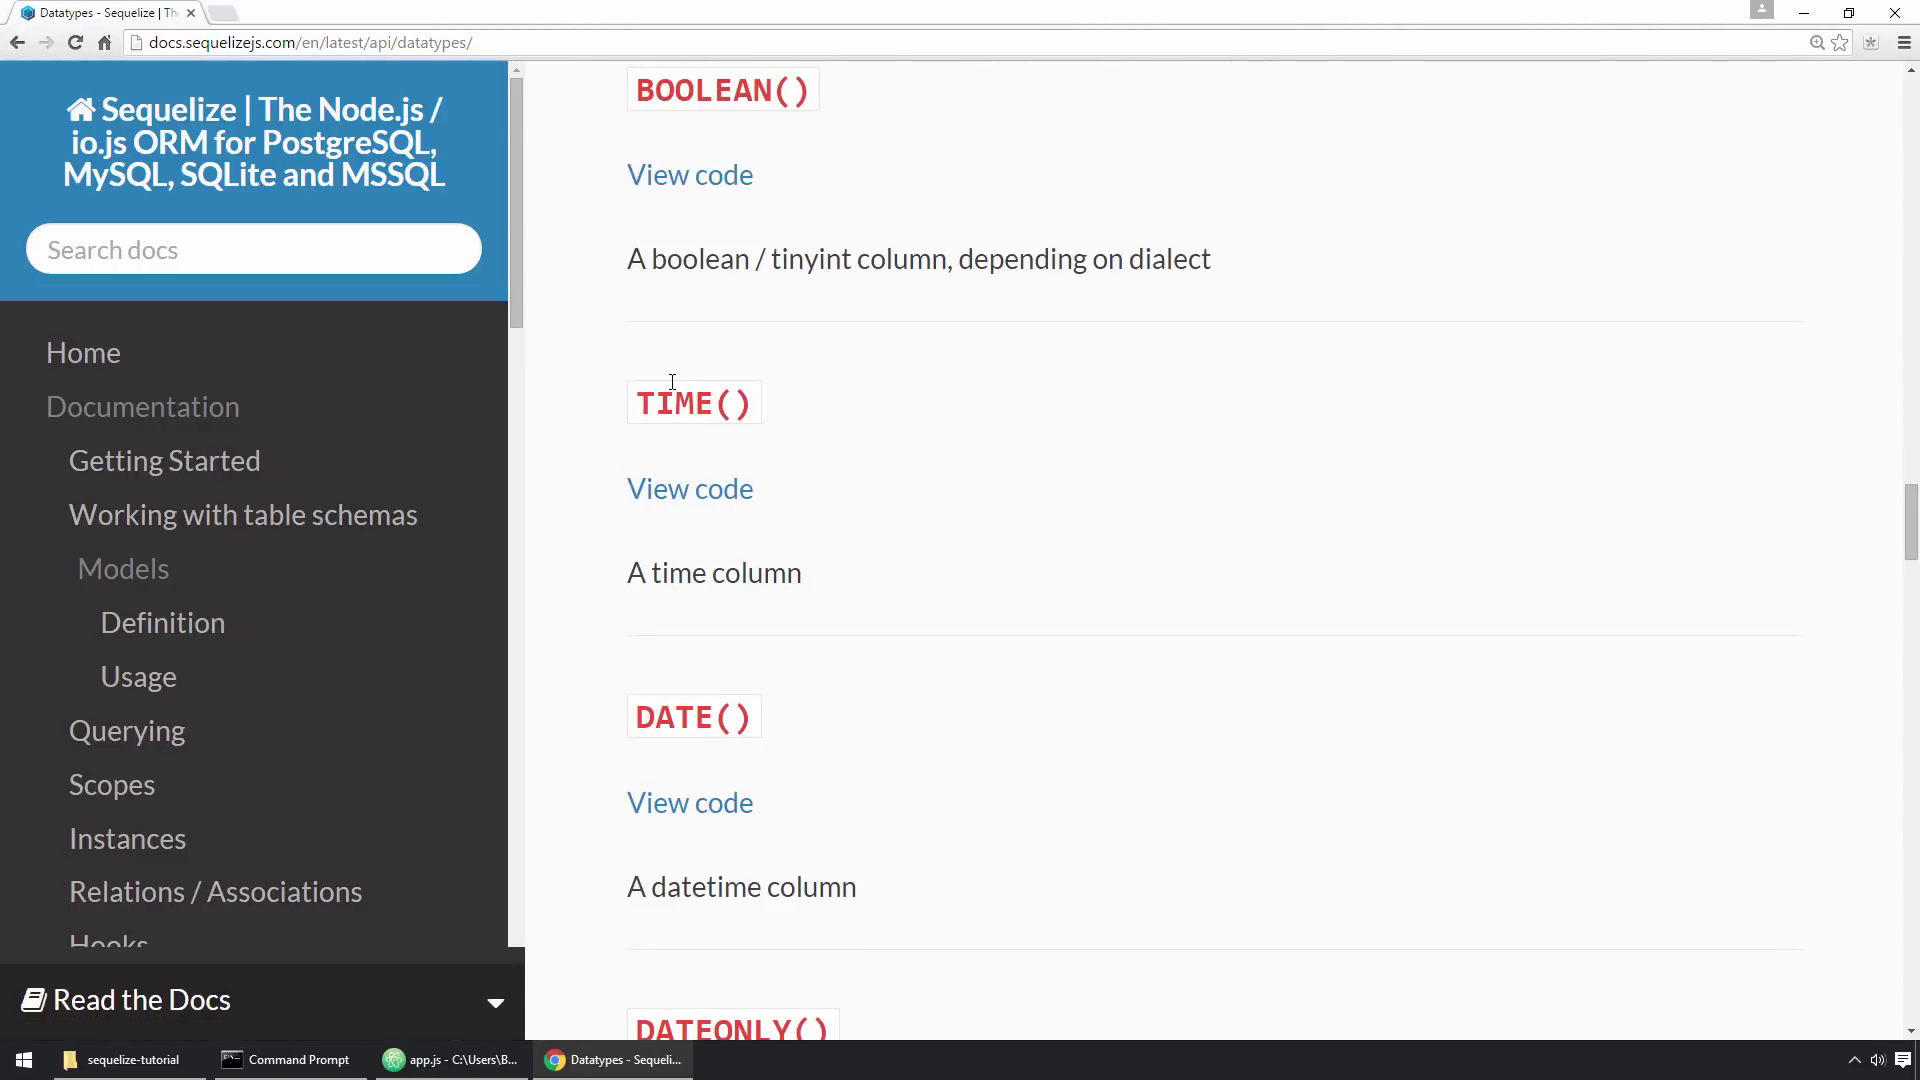 Datatypes - Sequelize | Th
docs.sequelizejs.com/en/latest/api/datatypes/
Sequelize | The Node.js /
io.js ORM for PostgreSQL,
MySQL, SQLite and MSSQL
Search docs
Home
Documentation
Getting Started
Working with table schemas
Models
Definition
Usage
Querying
Scopes
Instances
Relations / Associations
Hooks
Read the Docs
BOOLEAN()
View code
A boolean / tinyint column, depending on dialect
TIME()
View code
A time column
DATE()
View code
A datetime column
DATEONLY()
sequelize-tutorial
Command Prompt
app.js - C:\Users\B...
Datatypes - Sequeli...